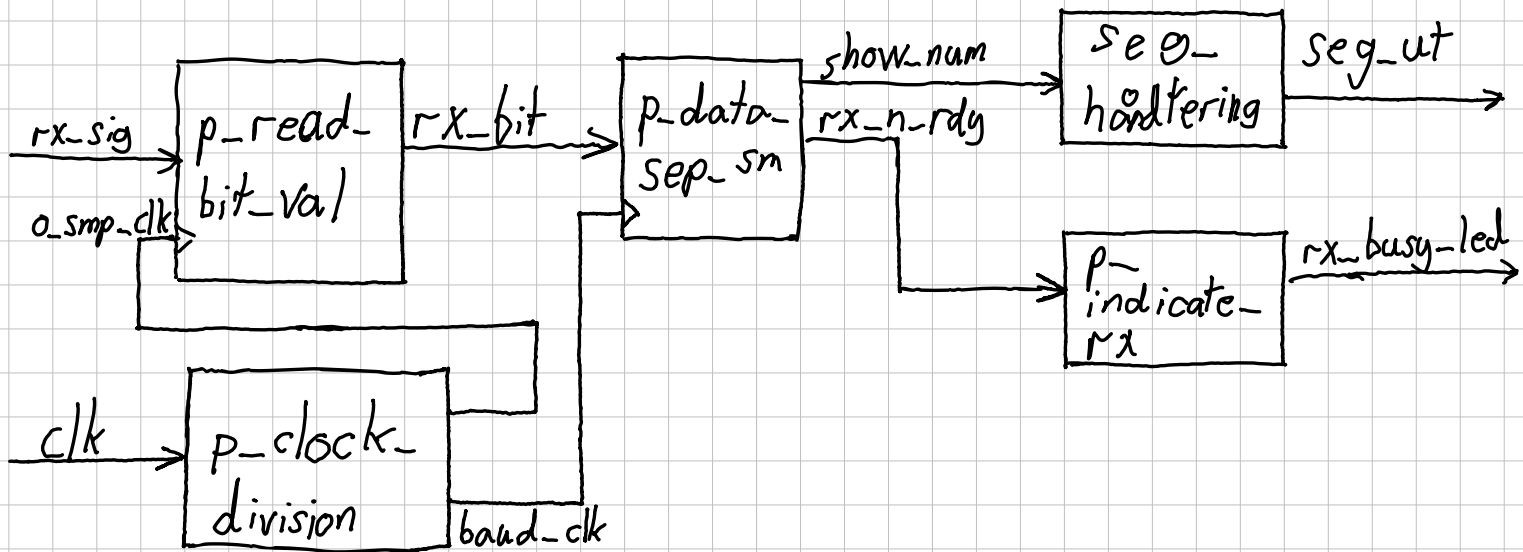 rx_sig
p_read_
bit_val
o_smp_clk
rx_bit
p_data_
sep_sm
show_num
rx_n_rdy
seg_
håndtering
seg_ut
p_
indicate_
rx
rx_busy_led
clk
p_clock_
division
baud_clk